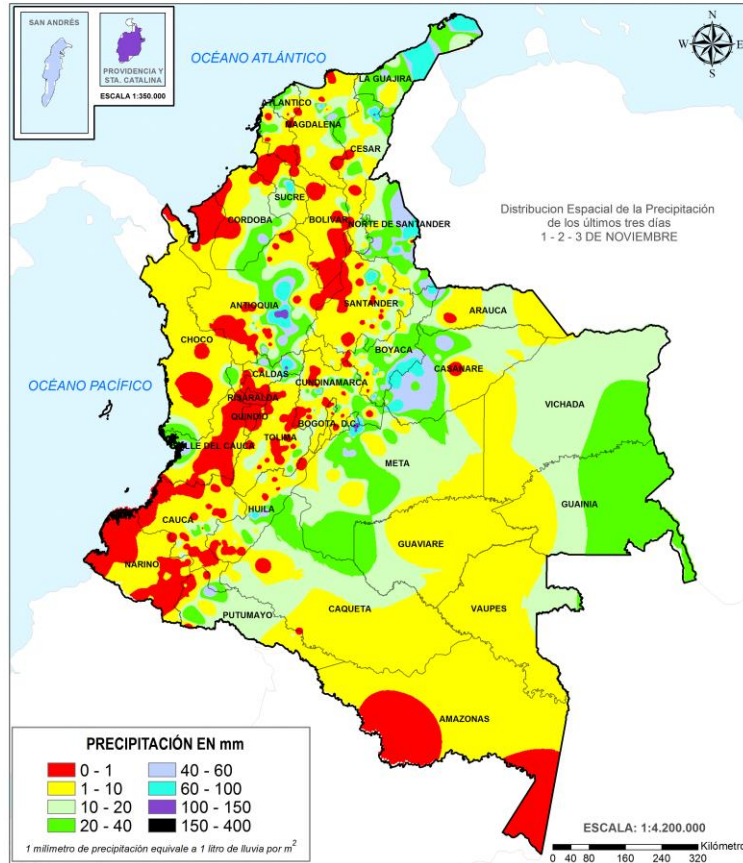 SAN ANDRÉS
PROVIDENCIA Y
STA. CATALINA
ESCALA 1:350.000
OCÉANO ATLÁNTICO
N
W
E
S
LA GUAJIRA
ATLANTICO
MAGDALENA
CESAR
SUCRE
CORDOBA
BOLIVAR
NORTE DE SANTANDER
Distribucion Espacial de la Precipitación
de los últimos tres días
1 - 2 - 3 DE NOVIEMBRE
ANTIOQUIA
SANTANDER
ARAUCA
CHOCO
BOYACA
CALDAS
CASANARE
OCÉANO PACÍFICO
CUNDINAMARCA
RISARALDA
VICHADA
QUINDIO
BOGOTA, D.C.
TOLIMA
VALLE DEL CAUCA
META
GUAINIA
HUILA
CAUCA
GUAVIARE
NARIÑO
CAQUETA
VAUPES
PUTUMAYO
AMAZONAS
PRECIPITACIÓN EN mm
0 - 1
40 - 60
1 - 10
60 - 100
10 - 20
100 - 150
20 - 40
150 - 400
1 milímetro de precipitación equivale a 1 litro de lluvia por m²
ESCALA: 1:4.200.000
Kilómetro
0 40 80 160 240 320